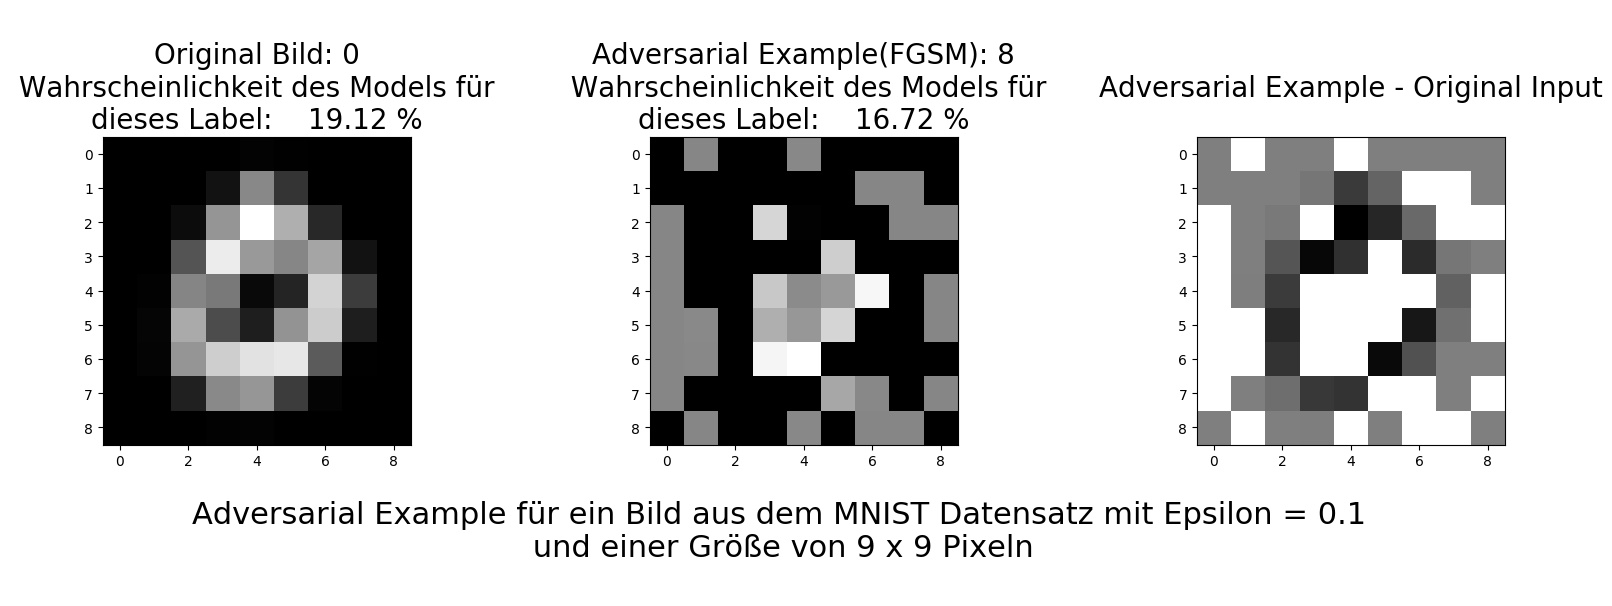 Original Bild: 0
Wahrscheinlichkeit des Models für
dieses Label: 19.12 %
0
1
2
3
4
5
6
7
8
0 2 4 6 8
Adversarial Example(FGSM): 8
Wahrscheinlichkeit des Models für
dieses Label: 16.72 %
0
1
2
3
4
5
6
7
8
0 2 4 6 8
Adversarial Example - Original Input
0
1
2
3
4
5
6
7
8
0 2 4 6 8
Adversarial Example für ein Bild aus dem MNIST Datensatz mit Epsilon = 0.1
und einer Größe von 9 x 9 Pixeln